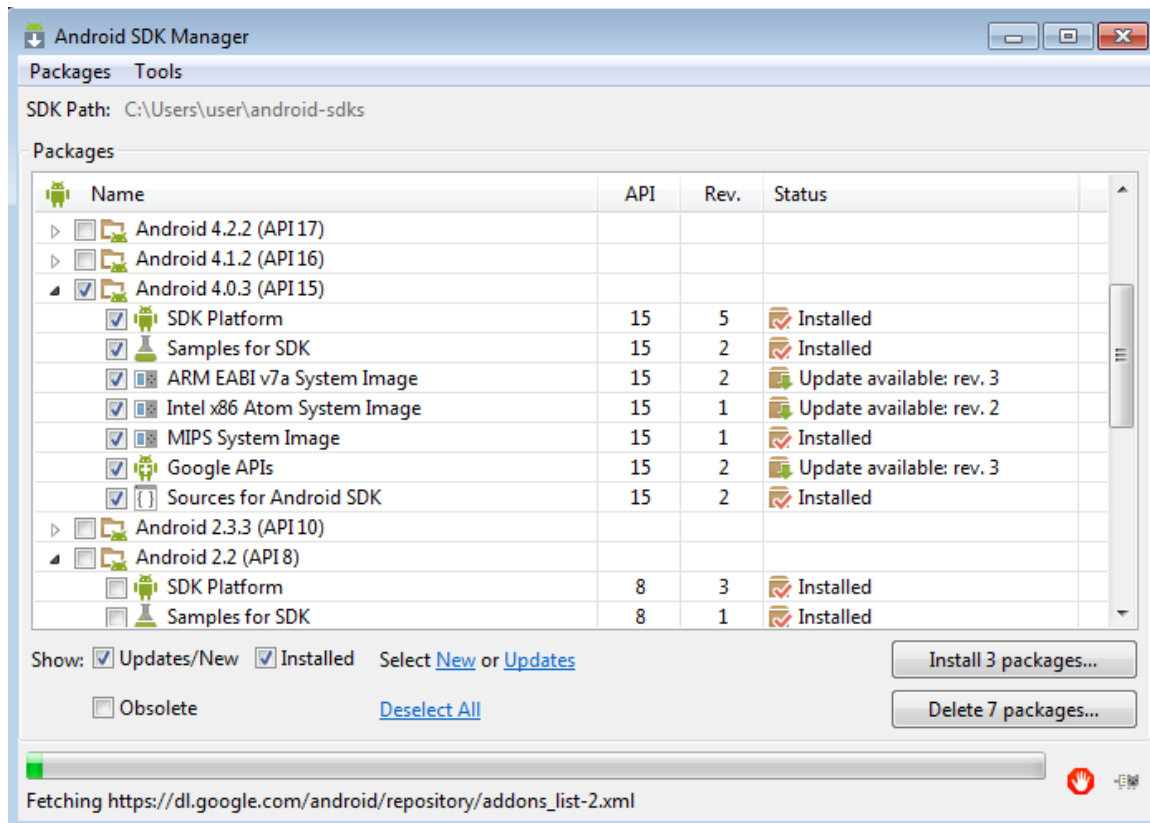 Android SDK Manager
Packages Tools
SDK Path: C:\Users\user\android-sdks
Packages
Name API Rev. Status
Android 4.2.2 (API 17)
Android 4.1.2 (API 16)
Android 4.0.3 (API 15)
SDK Platform 15 5 Installed
Samples for SDK 15 2 Installed
ARM EABI v7a System Image 15 2 Update available: rev. 3
Intel x86 Atom System Image 15 1 Update available: rev. 2
MIPS System Image 15 1 Installed
Google APIs 15 2 Update available: rev. 3
Sources for Android SDK 15 2 Installed
Android 2.3.3 (API 10)
Android 2.2 (API 8)
SDK Platform 8 3 Installed
Samples for SDK 8 1 Installed
Show: Updates/New Installed Select New or Updates Install 3 packages...
Obsolete Deselect All Delete 7 packages...
Fetching https://dl.google.com/android/repository/addons_list-2.xml